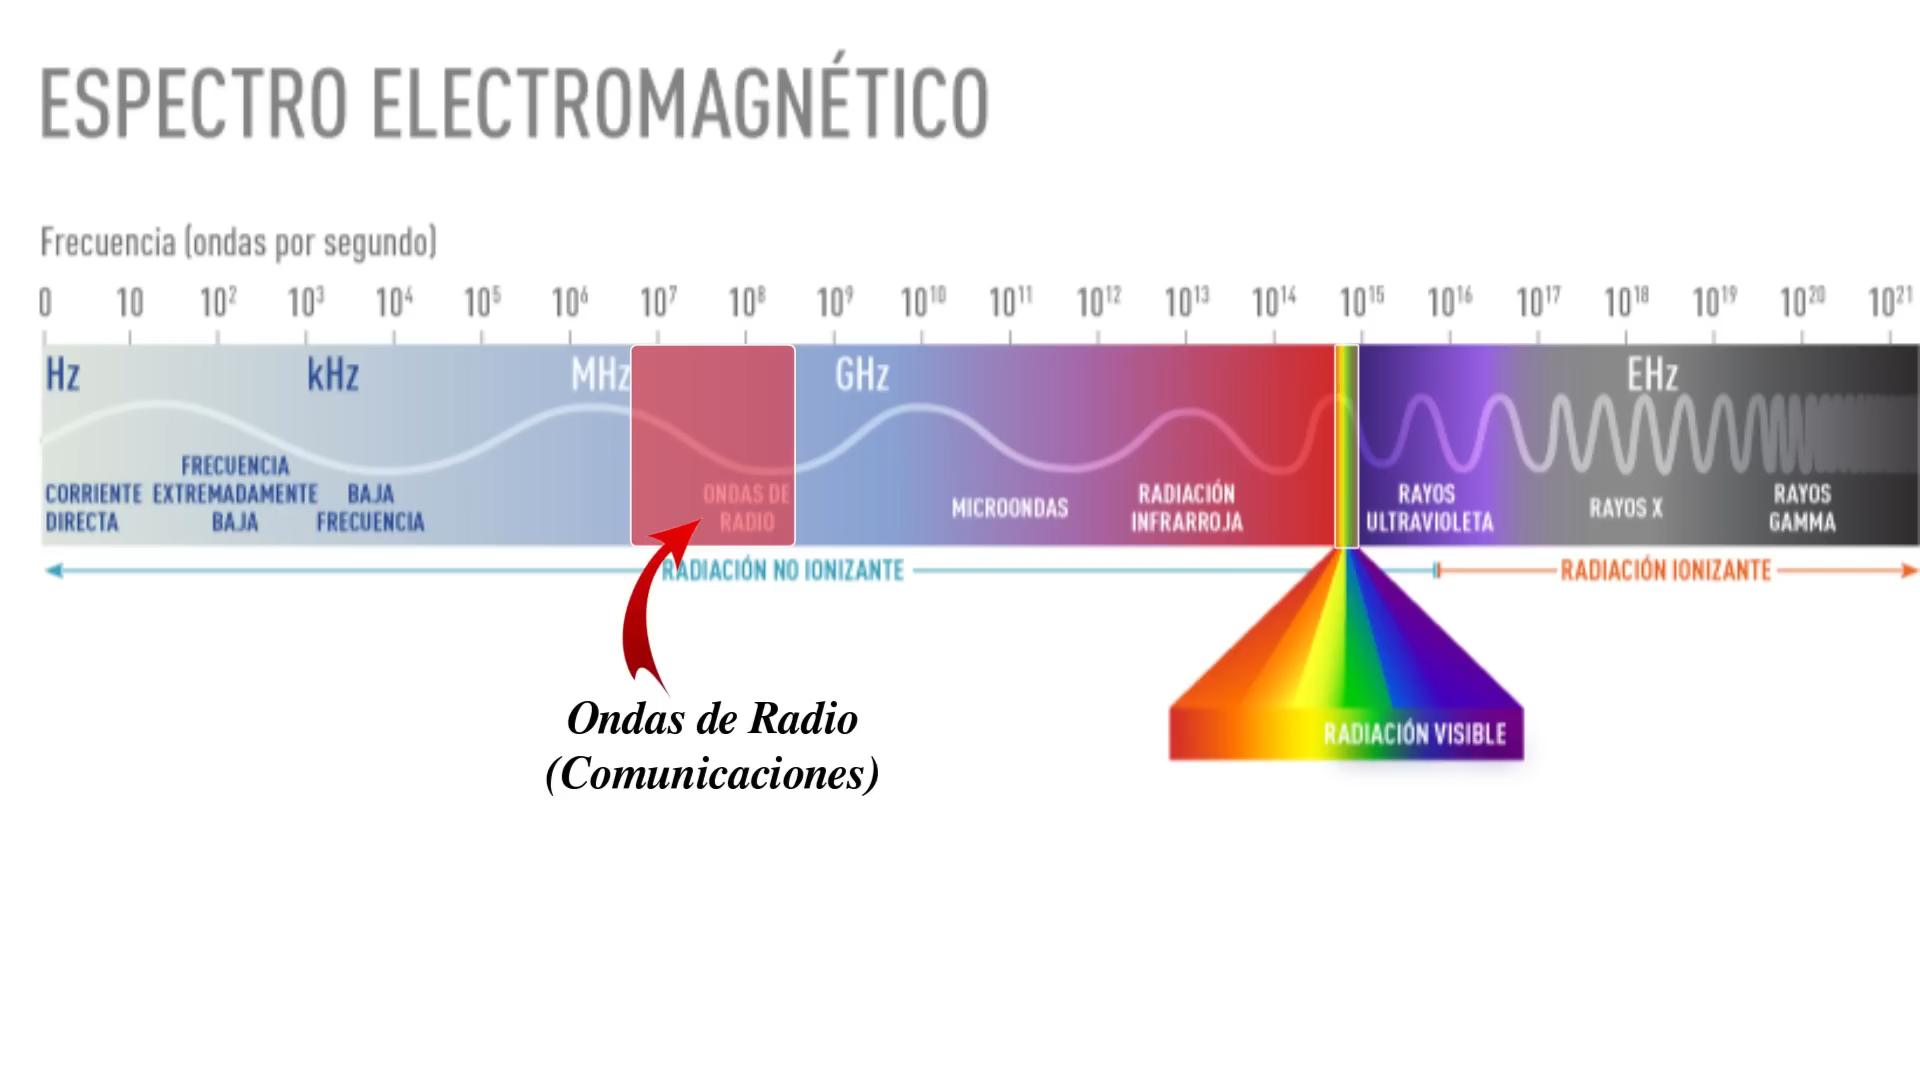 ESPECTRO ELECTROMAGNÉTICO
Frecuencia (ondas por segundo)
0 10 10² 10³ 10⁴ 10⁵ 10⁶ 10⁷ 10⁸ 10⁹ 10¹⁰ 10¹¹ 10¹² 10¹³ 10¹⁴ 10¹⁵ 10¹⁶ 10¹⁷ 10¹⁸ 10¹⁹ 10²⁰ 10²¹
Hz kHz MHz GHz EHz
CORRIENTE
DIRECTA
FRECUENCIA
EXTREMADAMENTE
BAJA
BAJA
FRECUENCIA
ONDAS DE
RADIO
MICROONDAS
RADIACIÓN
INFRARROJA
RAYOS
ULTRAVIOLETA
RAYOS X
RAYOS
GAMMA
RADIACIÓN NO IONIZANTE
RADIACIÓN IONIZANTE
Ondas de Radio
(Comunicaciones)
RADIACIÓN VISIBLE